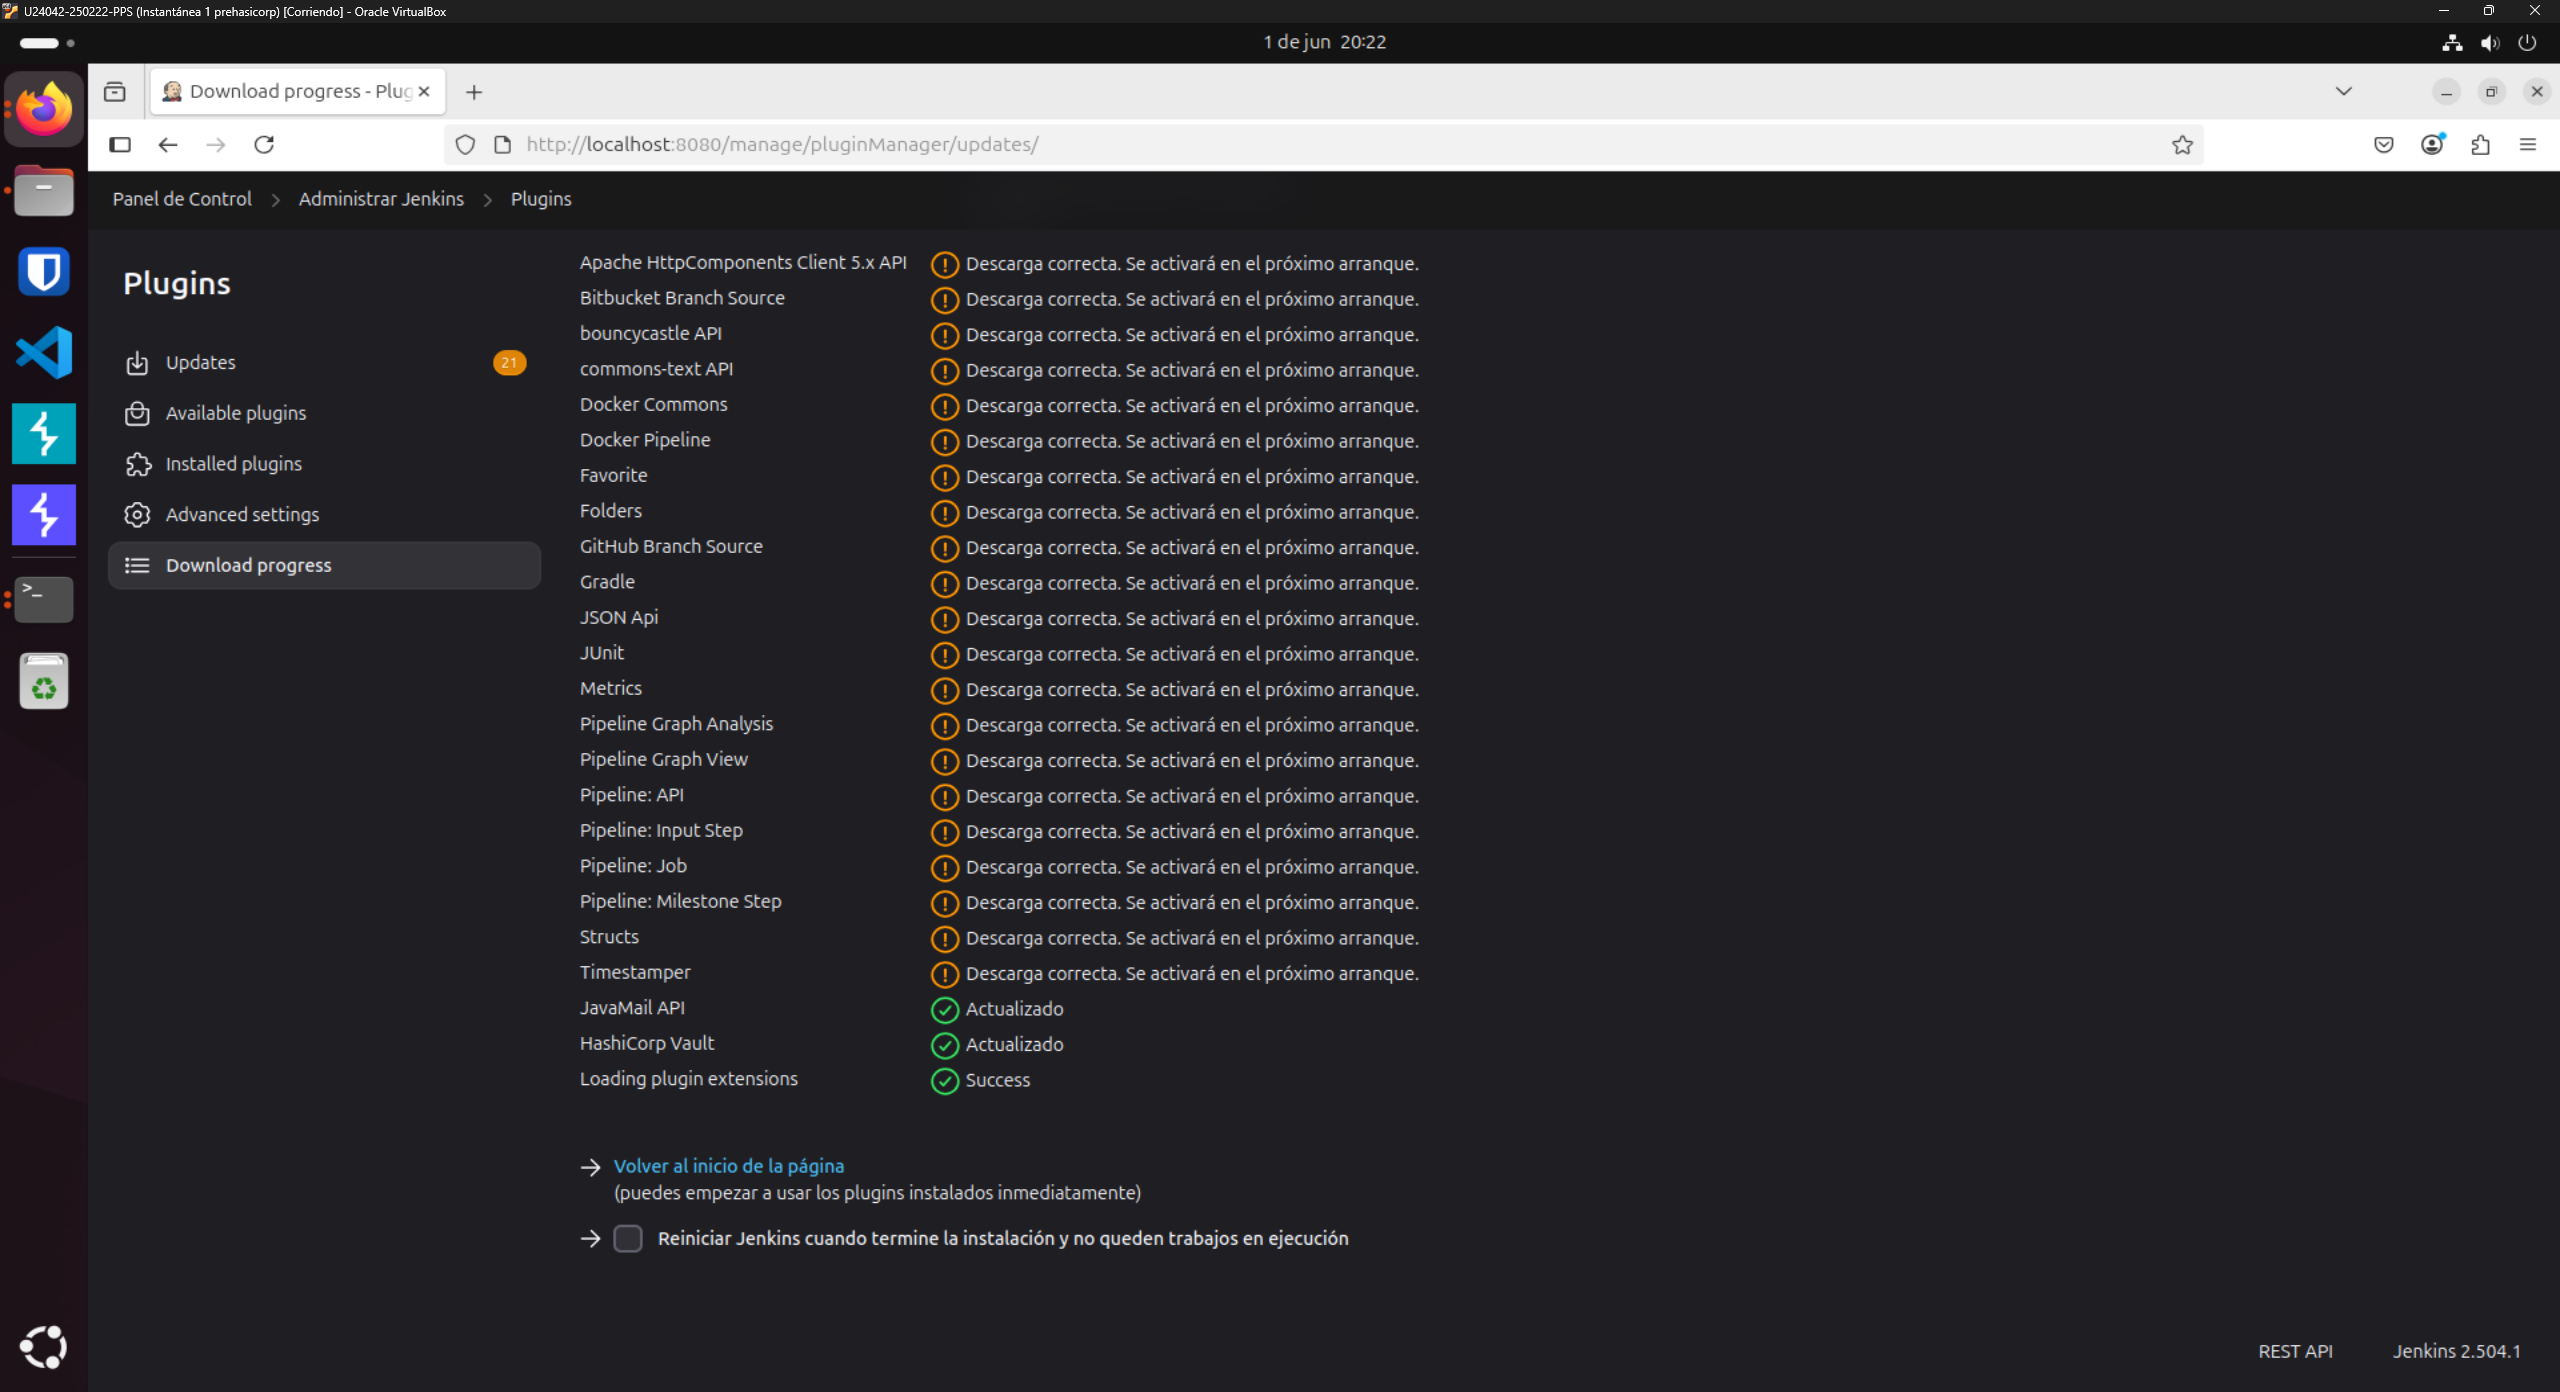 U24042-250222-PPS (Instantánea 1 prehasicorp) [Corriendo] - Oracle VirtualBox
1 de jun 20:22
Download progress - Plug
http://localhost:8080/manage/pluginManager/updates/
Panel de Control > Administrar Jenkins > Plugins
Plugins
Updates 21
Available plugins
Installed plugins
Advanced settings
Download progress
Apache HttpComponents Client 5.x API Descarga correcta. Se activará en el próximo arranque.
Bitbucket Branch Source Descarga correcta. Se activará en el próximo arranque.
bouncycastle API Descarga correcta. Se activará en el próximo arranque.
commons-text API Descarga correcta. Se activará en el próximo arranque.
Docker Commons Descarga correcta. Se activará en el próximo arranque.
Docker Pipeline Descarga correcta. Se activará en el próximo arranque.
Favorite Descarga correcta. Se activará en el próximo arranque.
Folders Descarga correcta. Se activará en el próximo arranque.
GitHub Branch Source Descarga correcta. Se activará en el próximo arranque.
Gradle Descarga correcta. Se activará en el próximo arranque.
JSON Api Descarga correcta. Se activará en el próximo arranque.
JUnit Descarga correcta. Se activará en el próximo arranque.
Metrics Descarga correcta. Se activará en el próximo arranque.
Pipeline Graph Analysis Descarga correcta. Se activará en el próximo arranque.
Pipeline Graph View Descarga correcta. Se activará en el próximo arranque.
Pipeline: API Descarga correcta. Se activará en el próximo arranque.
Pipeline: Input Step Descarga correcta. Se activará en el próximo arranque.
Pipeline: Job Descarga correcta. Se activará en el próximo arranque.
Pipeline: Milestone Step Descarga correcta. Se activará en el próximo arranque.
Structs Descarga correcta. Se activará en el próximo arranque.
Timestamper Descarga correcta. Se activará en el próximo arranque.
JavaMail API Actualizado
HashiCorp Vault Actualizado
Loading plugin extensions Success
Volver al inicio de la página
(puedes empezar a usar los plugins instalados inmediatamente)
Reiniciar Jenkins cuando termine la instalación y no queden trabajos en ejecución
REST API Jenkins 2.504.1